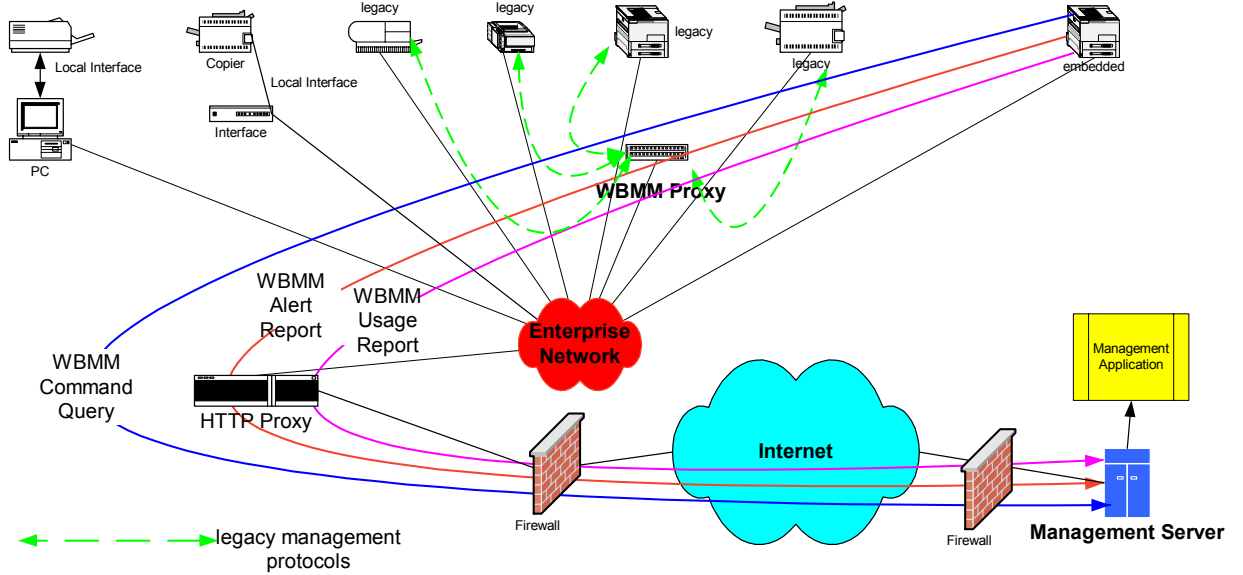 legacy
legacy
legacy
legacy
embedded
Local Interface
Copier
Local Interface
Interface
PC
WBMM Proxy
WBMM
Alert
Report
WBMM
Usage
Report
Enterprise
Network
WBMM
Command
Query
HTTP Proxy
Internet
Management
Application
Firewall
Firewall
Management Server
legacy management
protocols